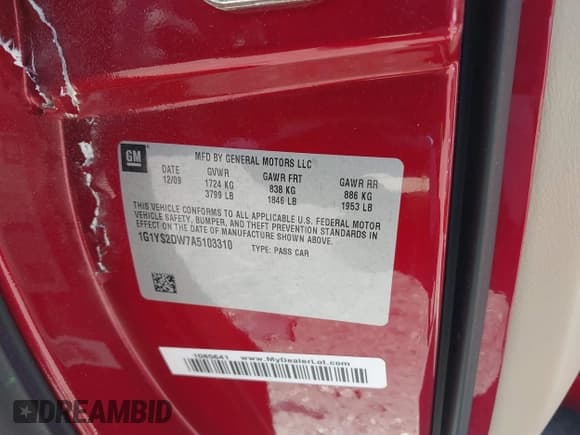 GM
MFD BY GENERAL MOTORS LLC
DATE GVWR GAWR FRT GAWR RR
12/09 1724 KG 838 KG 886 KG
3799 LB 1846 LB 1953 LB
THIS VEHICLE CONFORMS TO ALL APPLICABLE U.S. FEDERAL MOTOR
VEHICLE SAFETY, BUMPER, AND THEFT PREVENTION STANDARDS IN
EFFECT ON THE DATE OF MANUFACTURE SHOWN ABOVE.
1G1YS2DW7A5103310 TYPE: PASS CAR
1085641 www.MyDealerLot.com
DREAMBID